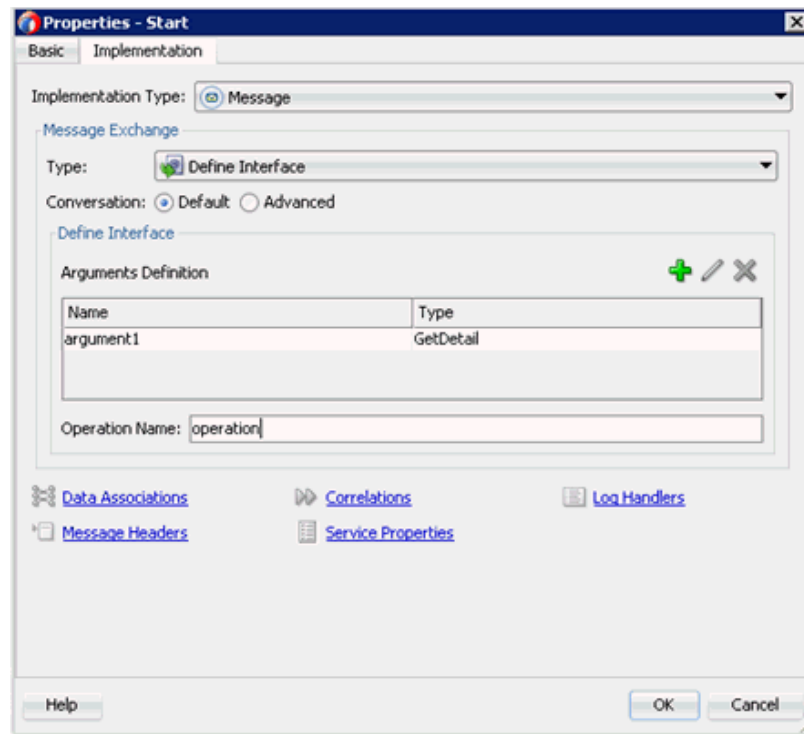 Properties - Start
Basic Implementation
Implementation Type: Message
Message Exchange
Type: Define Interface
Conversation: Default Advanced
Define Interface
Arguments Definition
Name Type
argument1 GetDetail
Operation Name: operation
Data Associations Correlations Log Handlers
Message Headers Service Properties
Help OK Cancel